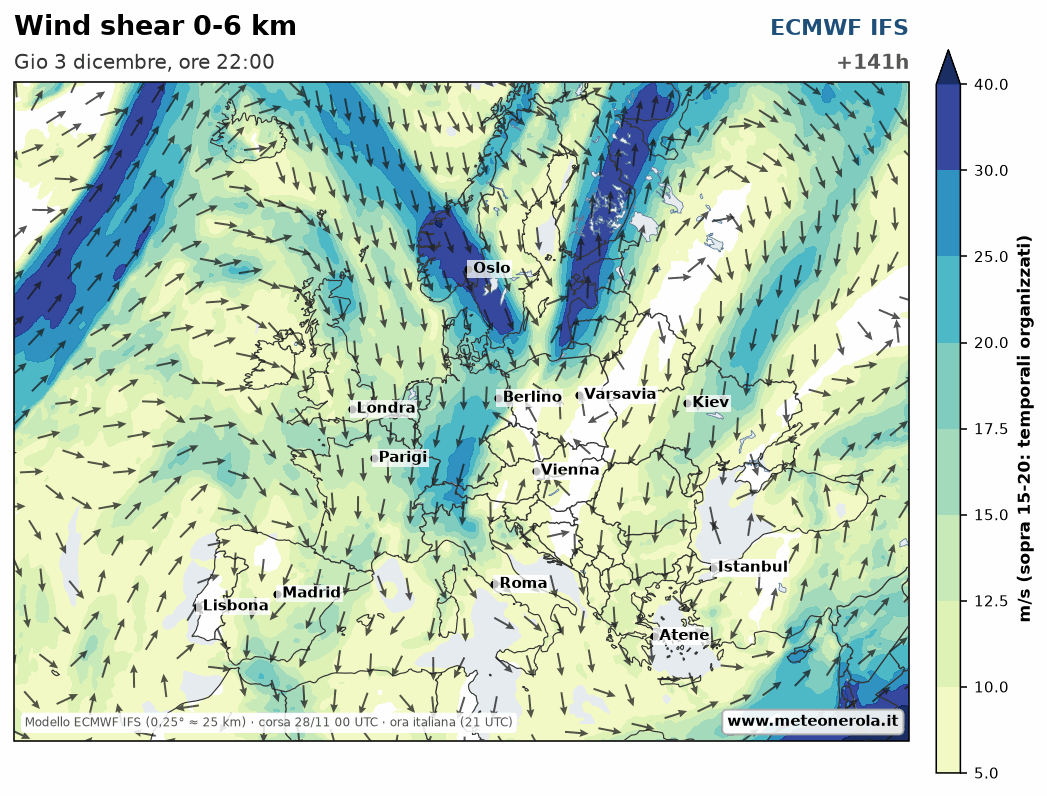 Wind shear 0-6 km
ECMWF IFS
Gio 3 dicembre, ore 22:00
+141h
40.0
30.0
25.0
20.0
17.5
15.0
12.5
10.0
5.0
m/s (sopra 15-20: temporali organizzati)
Oslo
Berlino
Varsavia
Kiev
Londra
Parigi
Vienna
Istanbul
Roma
Madrid
Lisbona
Atene
Modello ECMWF IFS (0,25° ≈ 25 km) · corsa 28/11 00 UTC · ora italiana (21 UTC)
www.meteonerola.it